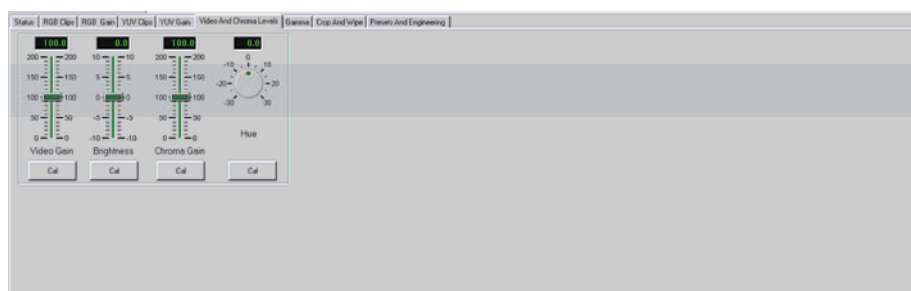 Status RGB Clips RGB Gain YUV Clips YUV Gain Video And Chroma Levels Gamma Crop And Wipe Presets And Engineering
100.0 0.0 100.0 0.0
200 200 10 10 200 200 0
-10 10
150 150 5 5 150 150 -20 20
100 100 0 0 100 100 -30 30
50 50 -5 -5 50 50
0 0 -10 -10 0 0 Hue
Video Gain Brightness Chroma Gain
Cal Cal Cal Cal